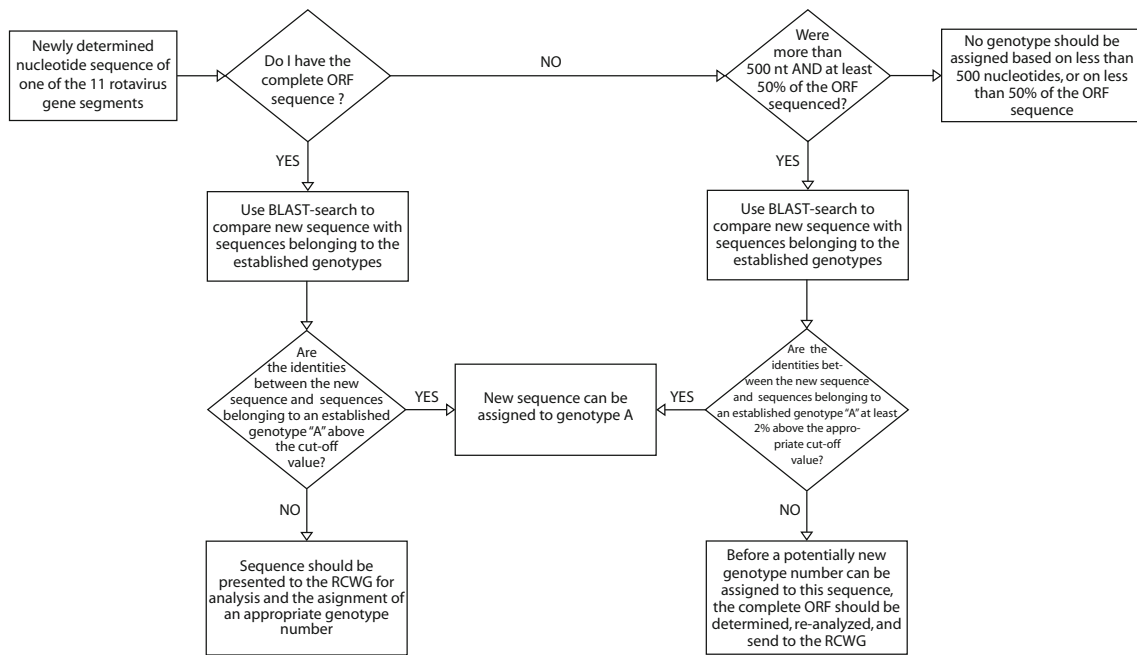 Newly determined
nucleotide sequence of
one of the 11 rotavirus
gene segments
Do I have the
complete ORF
sequence ?
NO
Were
more than
500 nt AND at least
50% of the ORF
sequenced?
No genotype should be
assigned based on less than
500 nucleotides, or on less
than 50% of the ORF
sequence
YES
YES
Use BLAST-search to
compare new sequence with
sequences belonging to the
established genotypes
Use BLAST-search to
compare new sequence with
sequences belonging to the
established genotypes
Are
the identities
between the new
sequence and sequences
belonging to an established
genotype "A" above
the cut-off
value?
YES
New sequence can be
assigned to genotype A
YES
Are the
identities bet-
ween the new sequence
and sequences belonging to
an established genotype "A" at least
2% above the appro-
priate cut-off
value?
NO
NO
Sequence should be
presented to the RCWG for
analysis and the asignment of
an appropriate genotype
number
Before a potentially new
genotype number can be
assigned to this sequence,
the complete ORF should be
determined, re-analyzed, and
send to the RCWG